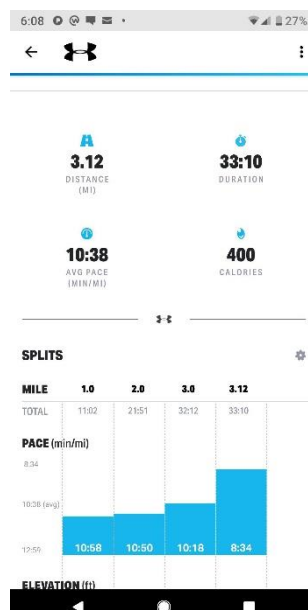 6:08 27%
3.12 33:10
DISTANCE DURATION
(MI)
10:38 400
AVG PACE CALORIES
(MIN/MI)
SPLITS
MILE 1.0 2.0 3.0 3.12
TOTAL 11:02 21:51 32:12 33:10
PACE (min/mi)
8:34
10:38 (avg)
12:59 10:58 10:50 10:18 8:34
ELEVATION (ft)